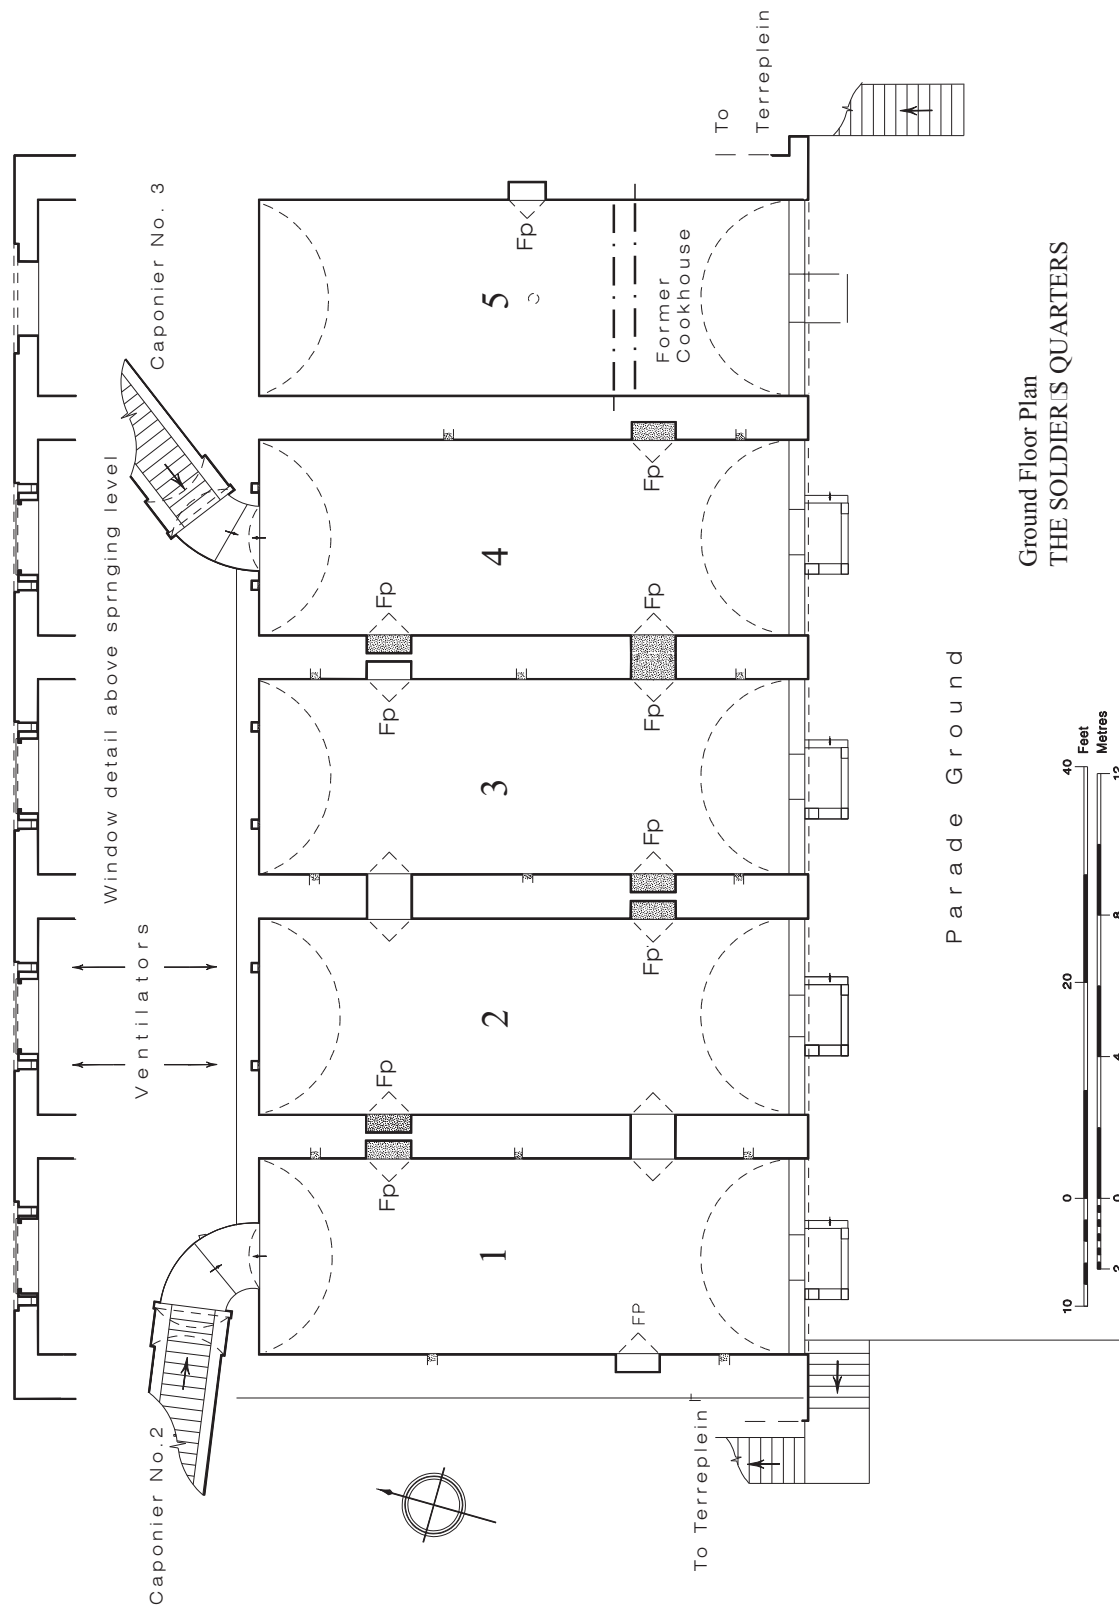 Window detail above sprnging level
Ventilators
Caponier No.2
Caponier No. 3
Fp
Fp
Fp
Fp
1
2
3
4
5
Fp
FP
Fp
Fp
Fp
Fp
Fp
Former
Cookhouse
To Terreplein
To
Terreplein
Parade Ground
Ground Floor Plan
THE SOLDIER□S QUARTERS
10 0 20 40 Feet
Metres
2 0 4 8 12